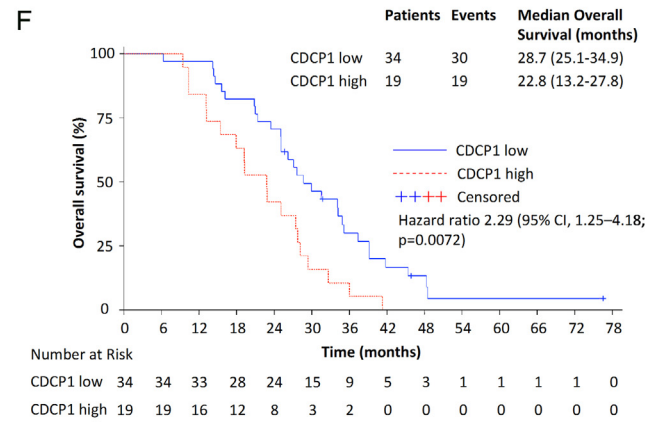 F
Patients Events Median Overall Survival (months)
CDCP1 low 34 30 28.7 (25.1-34.9)
CDCP1 high 19 19 22.8 (13.2-27.8)
Overall survival (%)
100
75
50
25
0
CDCP1 low
CDCP1 high
Censored
Hazard ratio 2.29 (95% CI, 1.25–4.18;
p=0.0072)
0 6 12 18 24 30 36 42 48 54 60 66 72 78
Time (months)
Number at Risk
CDCP1 low 34 34 33 28 24 15 9 5 3 1 1 1 1 0
CDCP1 high 19 19 16 12 8 3 2 0 0 0 0 0 0 0